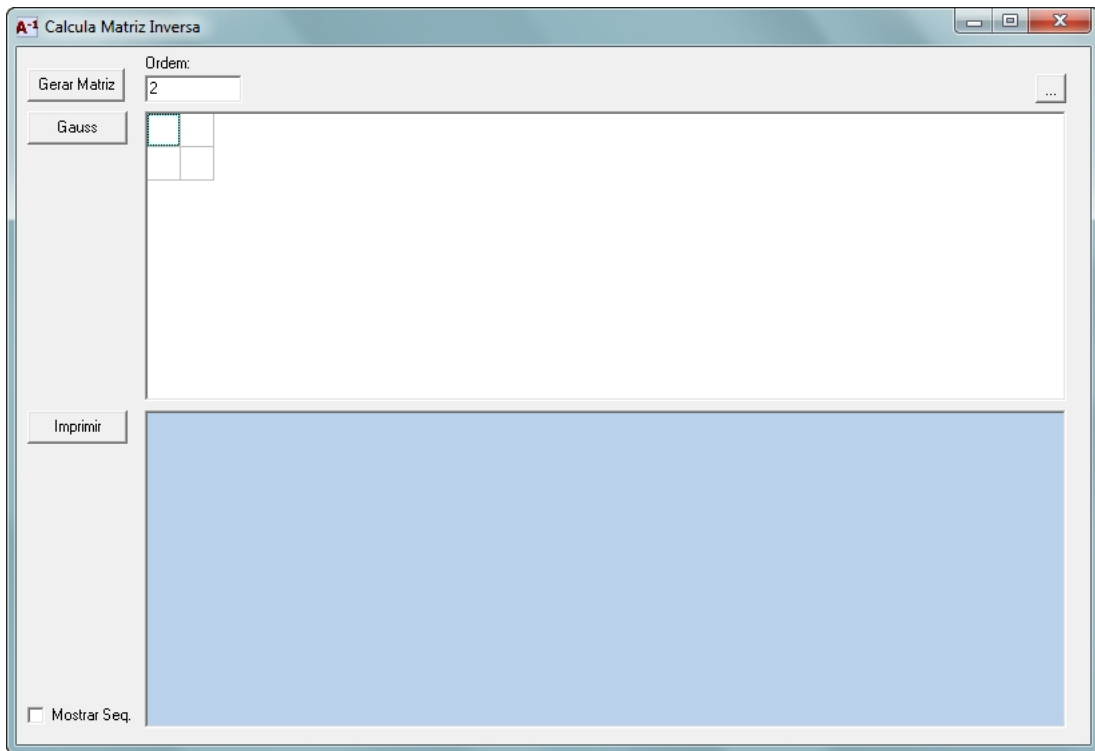 A-1 Calcula Matriz Inversa
Ordem:
Gerar Matriz
2
...
Gauss
Imprimir
Mostrar Seq.